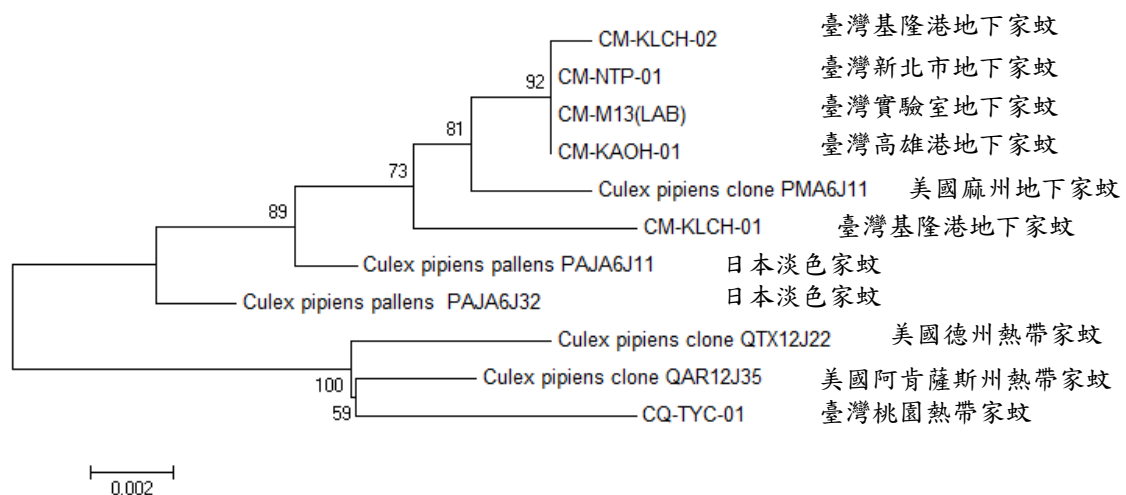 CM-KLCH-02 臺灣基隆港地下家蚊
92 CM-NTP-01 臺灣新北市地下家蚊
CM-M13(LAB) 臺灣實驗室地下家蚊
81 CM-KAOH-01 臺灣高雄港地下家蚊
73 Culex pipiens clone PMA6J11 美國麻州地下家蚊
89 CM-KLCH-01 臺灣基隆港地下家蚊
Culex pipiens pallens PAJA6J11 日本淡色家蚊
Culex pipiens pallens PAJA6J32 日本淡色家蚊
Culex pipiens clone QTX12J22 美國德州熱帶家蚊
100 Culex pipiens clone QAR12J35 美國阿肯薩斯州熱帶家蚊
59 CQ-TYC-01 臺灣桃園熱帶家蚊
0.002